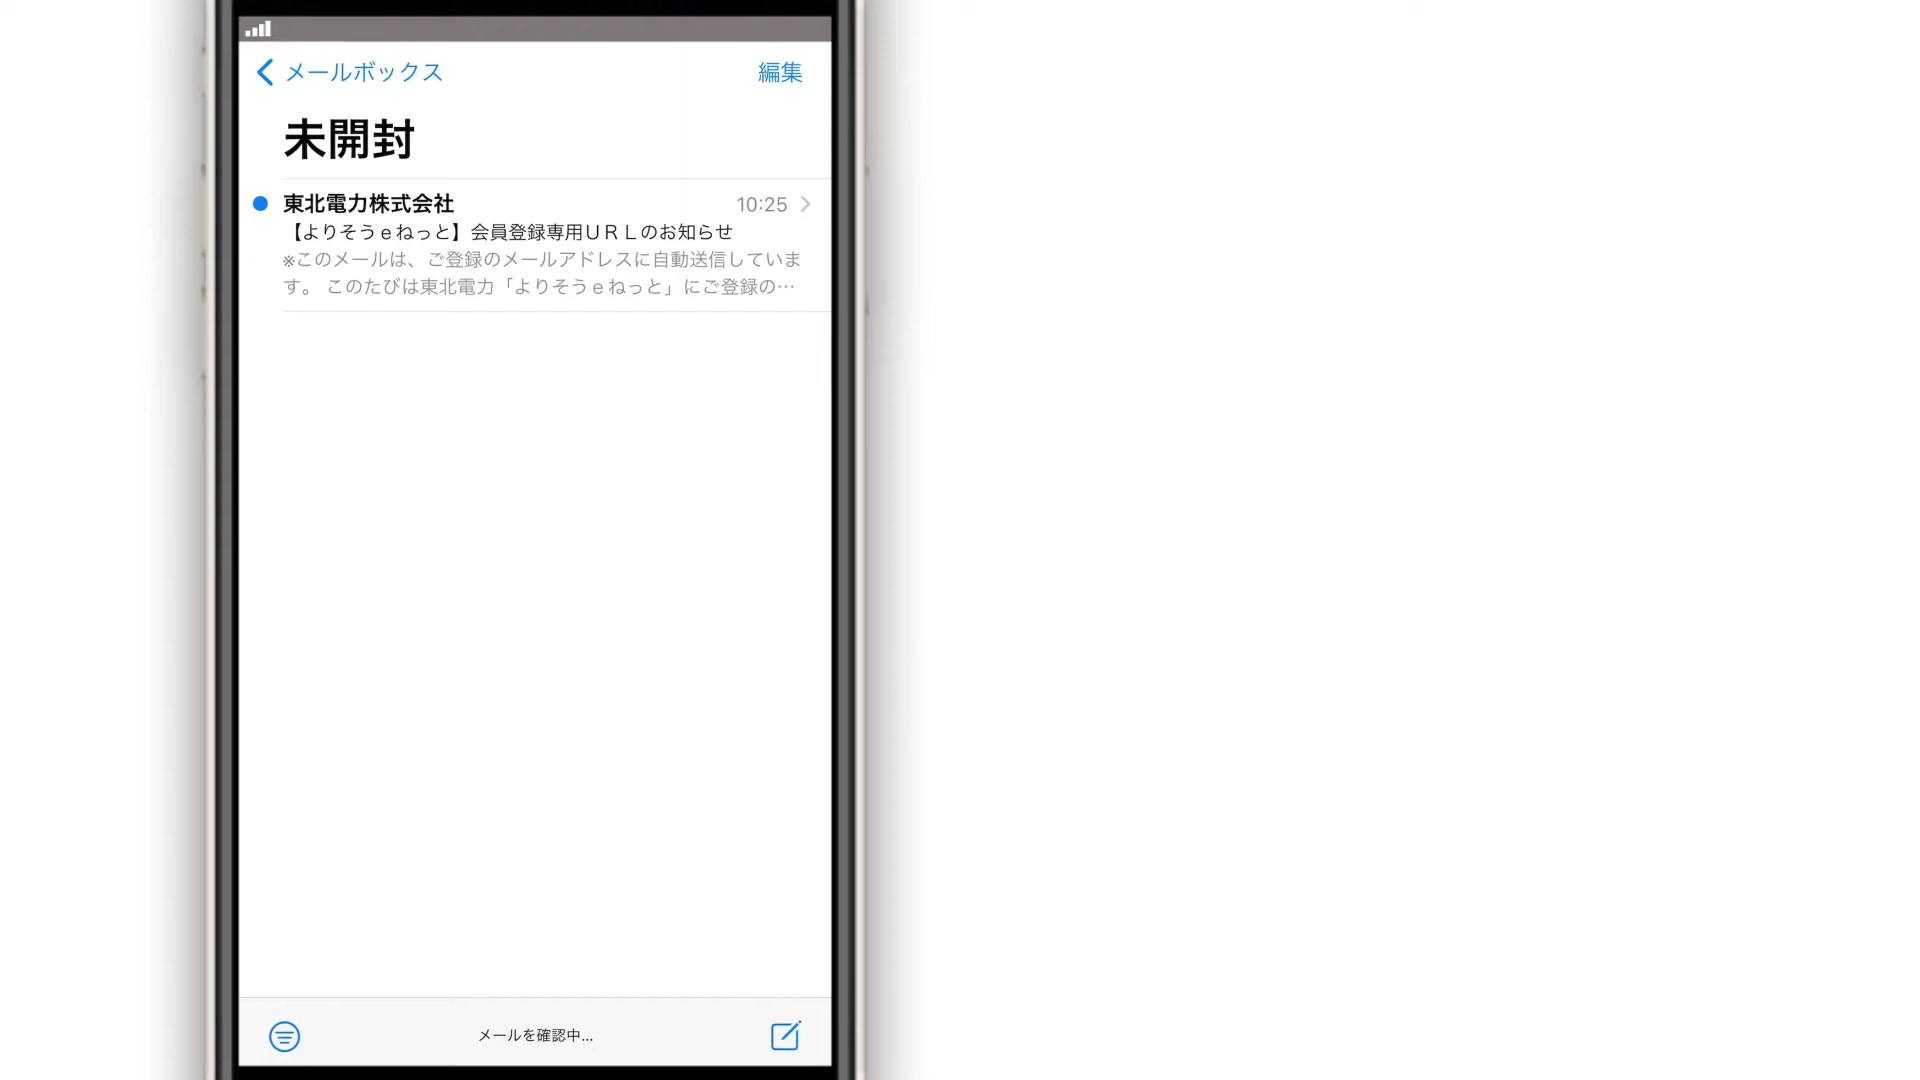 メールボックス
編集
未開封
東北電力株式会社
10:25
【よりそうｅねっと】会員登録専用ＵＲＬのお知らせ
※このメールは、ご登録のメールアドレスに自動送信していま
す。 このたびは東北電力「よりそうｅねっと」にご登録の…
メールを確認中...